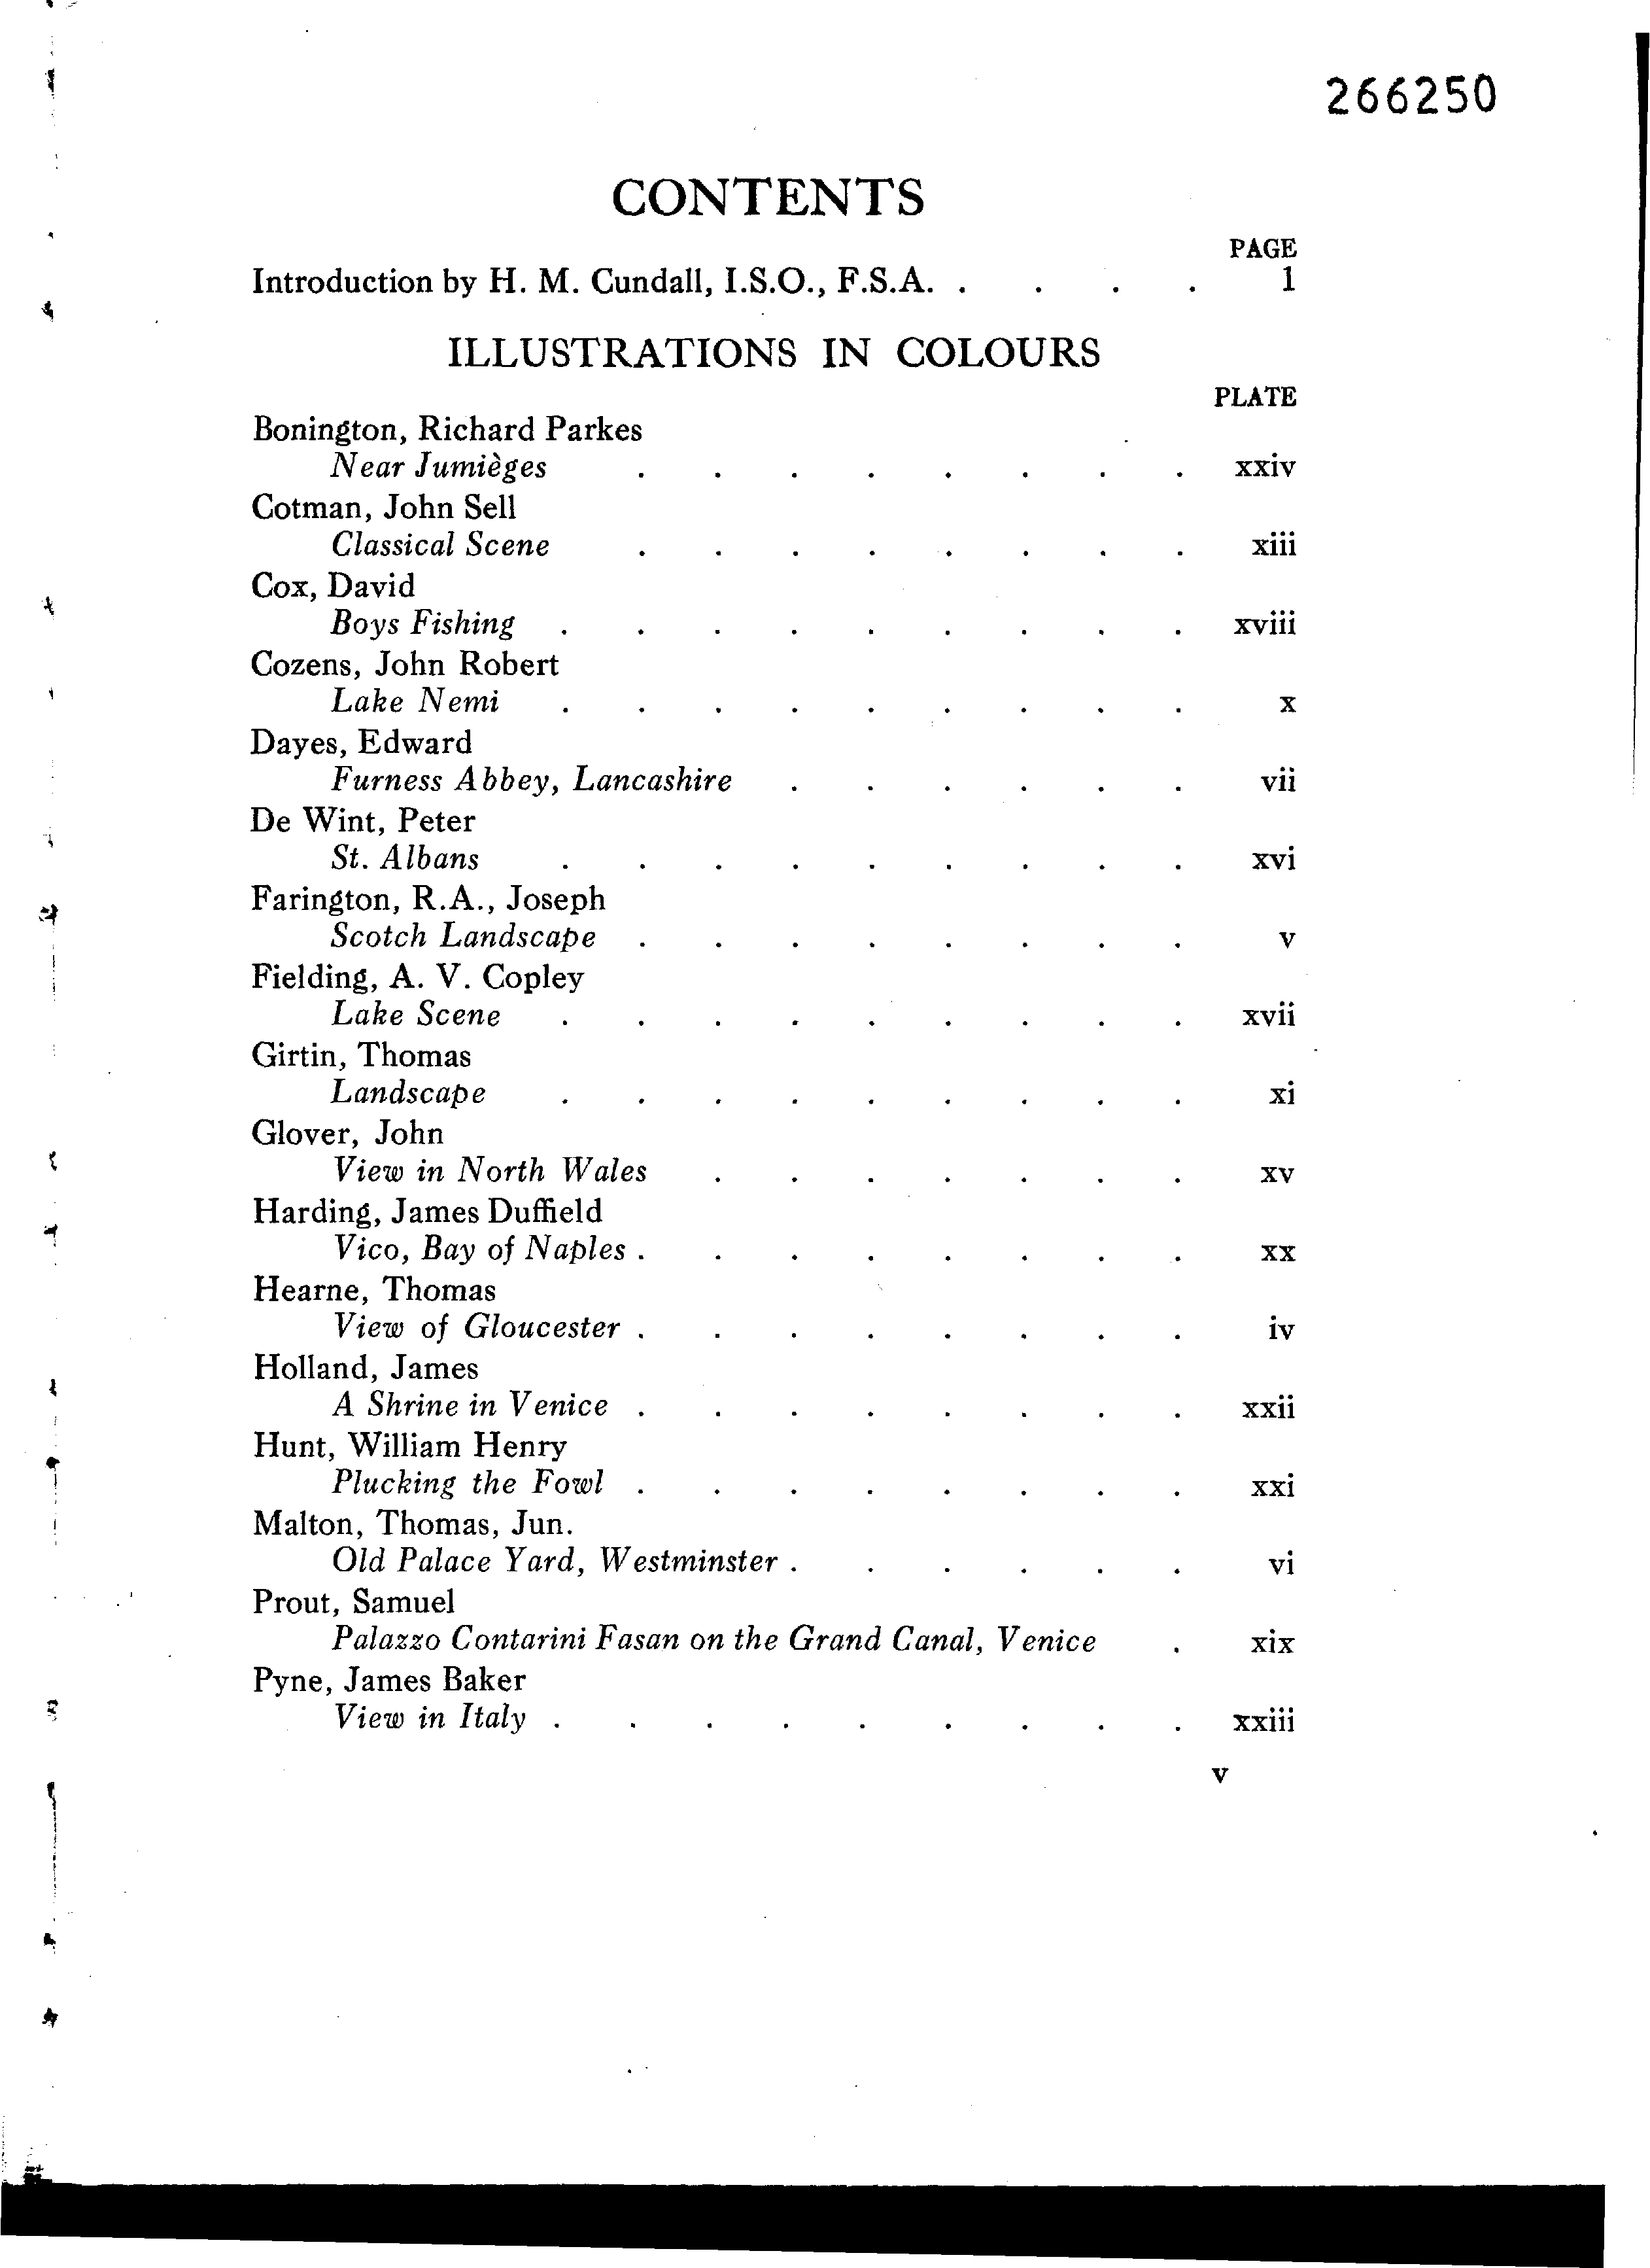 266250
CONTENTS
PAGE
Introduction by H. M. Cundall, I.S.O., F.S.A. . . . . 1
ILLUSTRATIONS IN COLOURS
PLATE
Bonington, Richard Parkes
Near Jumièges . . . . . . . . xxiv
Cotman, John Sell
Classical Scene . . . . . . . . xiii
Cox, David
Boys Fishing . . . . . . . . . xviii
Cozens, John Robert
Lake Nemi . . . . . . . . . x
Dayes, Edward
Furness Abbey, Lancashire . . . . . . vii
De Wint, Peter
St. Albans . . . . . . . . . xvi
Farington, R.A., Joseph
Scotch Landscape . . . . . . . . v
Fielding, A. V. Copley
Lake Scene . . . . . . . . . xvii
Girtin, Thomas
Landscape . . . . . . . . . xi
Glover, John
View in North Wales . . . . . . . xv
Harding, James Duffield
Vico, Bay of Naples . . . . . . . . xx
Hearne, Thomas
View of Gloucester . . . . . . . . iv
Holland, James
A Shrine in Venice . . . . . . . . xxii
Hunt, William Henry
Plucking the Fowl . . . . . . . . xxi
Malton, Thomas, Jun.
Old Palace Yard, Westminster . . . . . . vi
Prout, Samuel
Palazzo Contarini Fasan on the Grand Canal, Venice . xix
Pyne, James Baker
View in Italy . . . . . . . . . xxiii
v